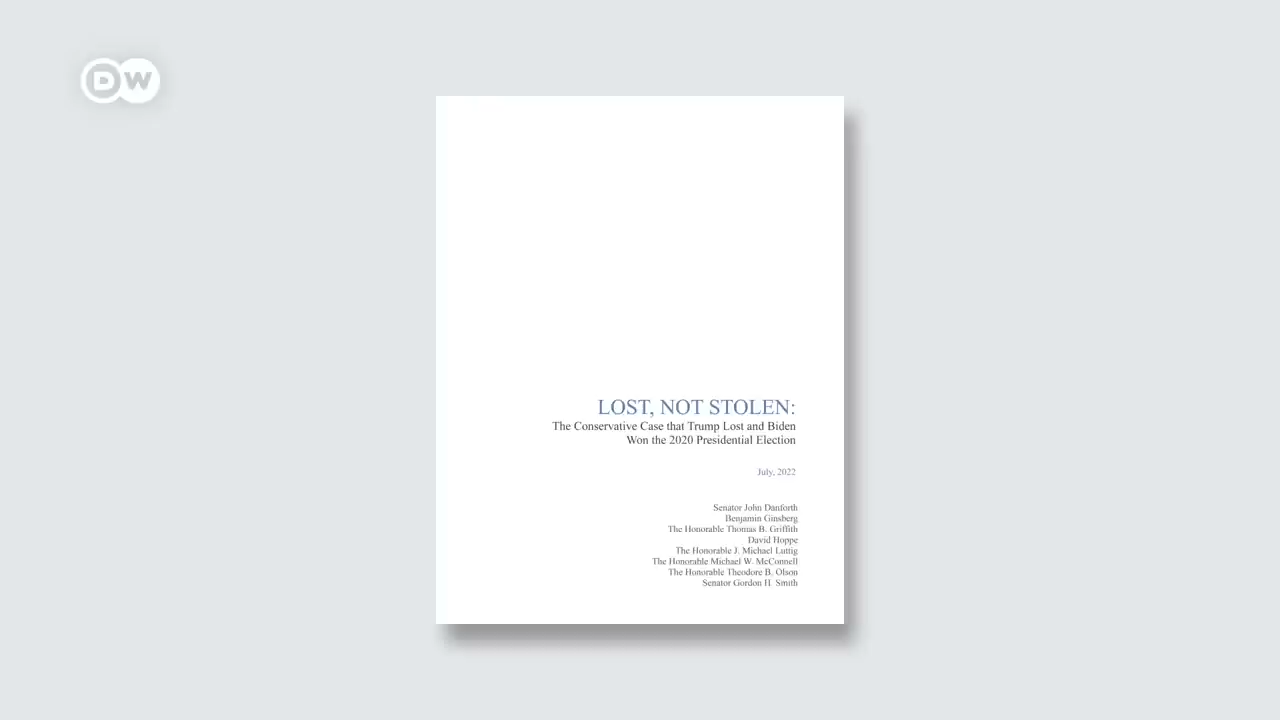 DW
LOST, NOT STOLEN:
The Conservative Case that Trump Lost and Biden
Won the 2020 Presidential Election
July, 2022
Senator John Danforth
Benjamin Ginsberg
The Honorable Thomas B. Griffith
David Hoppe
The Honorable J. Michael Luttig
The Honorable Michael W. McConnell
The Honorable Theodore B. Olson
Senator Gordon H. Smith